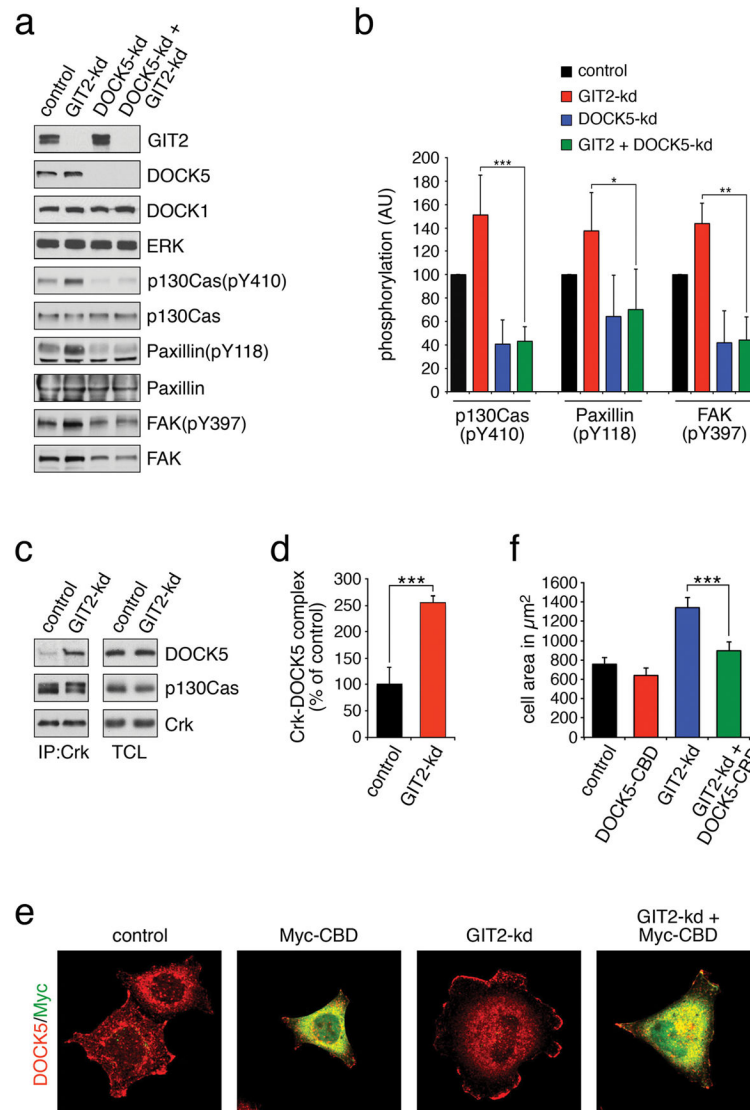 a
control
GIT2-kd
DOCK5-kd
DOCK5-kd +
GIT2-kd
GIT2
DOCK5
DOCK1
ERK
p130Cas(pY410)
p130Cas
Paxillin(pY118)
Paxillin
FAK(pY397)
FAK
b
control
GIT2-kd
DOCK5-kd
GIT2 + DOCK5-kd
phosphorylation (AU)
200
180
160
140
120
100
80
60
40
20
0
***
*
**
p130Cas
(pY410)
Paxillin
(pY118)
FAK
(pY397)
c
control
GIT2-kd
control
GIT2-kd
DOCK5
p130Cas
Crk
IP:Crk
TCL
d
Crk-DOCK5 complex
(% of control)
300
250
200
150
100
50
0
***
control
GIT2-kd
f
cell area in µm²
1600
1400
1200
1000
800
600
400
200
0
***
control
DOCK5-CBD
GIT2-kd
GIT2-kd +
DOCK5-CBD
e
DOCK5/Myc
control
Myc-CBD
GIT2-kd
GIT2-kd +
Myc-CBD